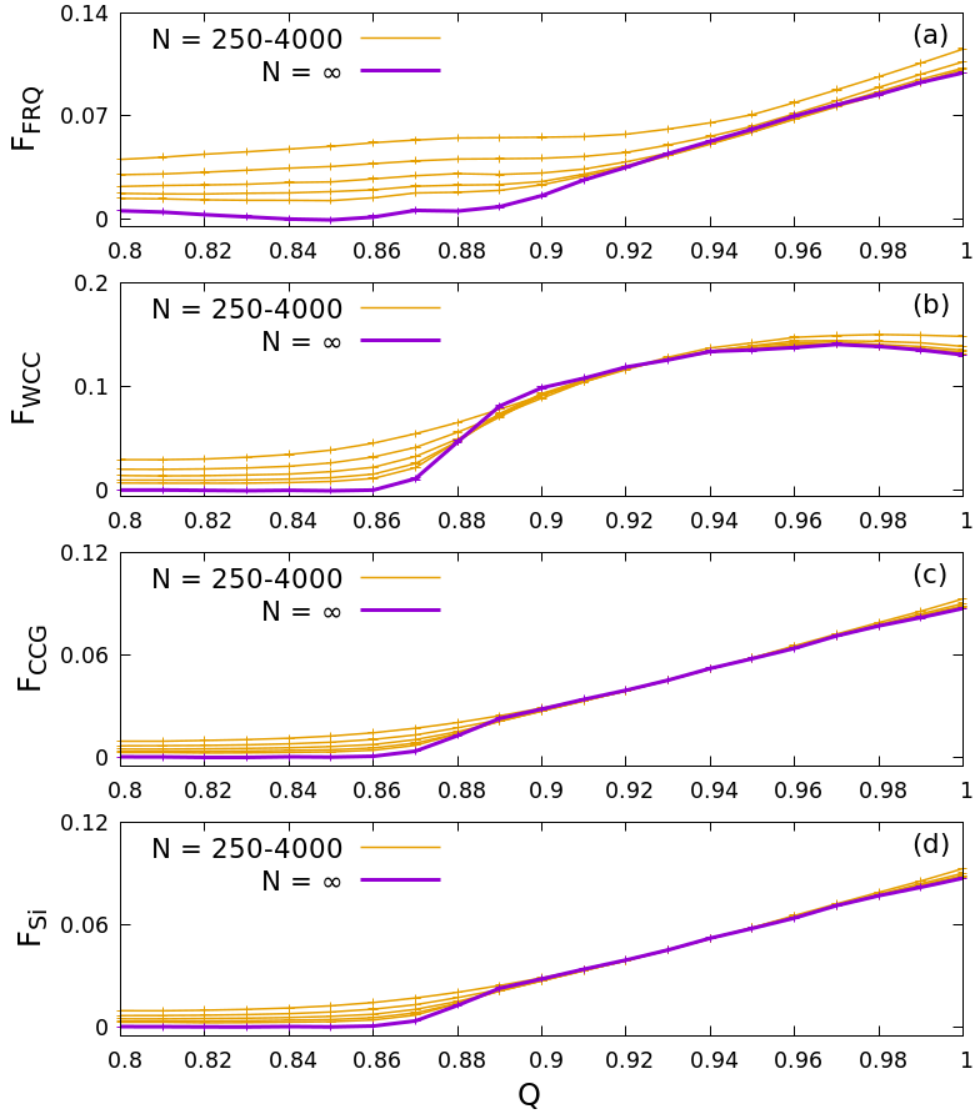 0.14
(a)
N = 250-4000
N = ∞
0.07
F_FRQ
0
0.8 0.82 0.84 0.86 0.88 0.9 0.92 0.94 0.96 0.98 1
0.2
(b)
N = 250-4000
N = ∞
0.1
F_WCC
0
0.8 0.82 0.84 0.86 0.88 0.9 0.92 0.94 0.96 0.98 1
0.12
(c)
N = 250-4000
N = ∞
0.06
F_CCG
0
0.8 0.82 0.84 0.86 0.88 0.9 0.92 0.94 0.96 0.98 1
0.12
(d)
N = 250-4000
N = ∞
0.06
F_Si
0
0.8 0.82 0.84 0.86 0.88 0.9 0.92 0.94 0.96 0.98 1
Q